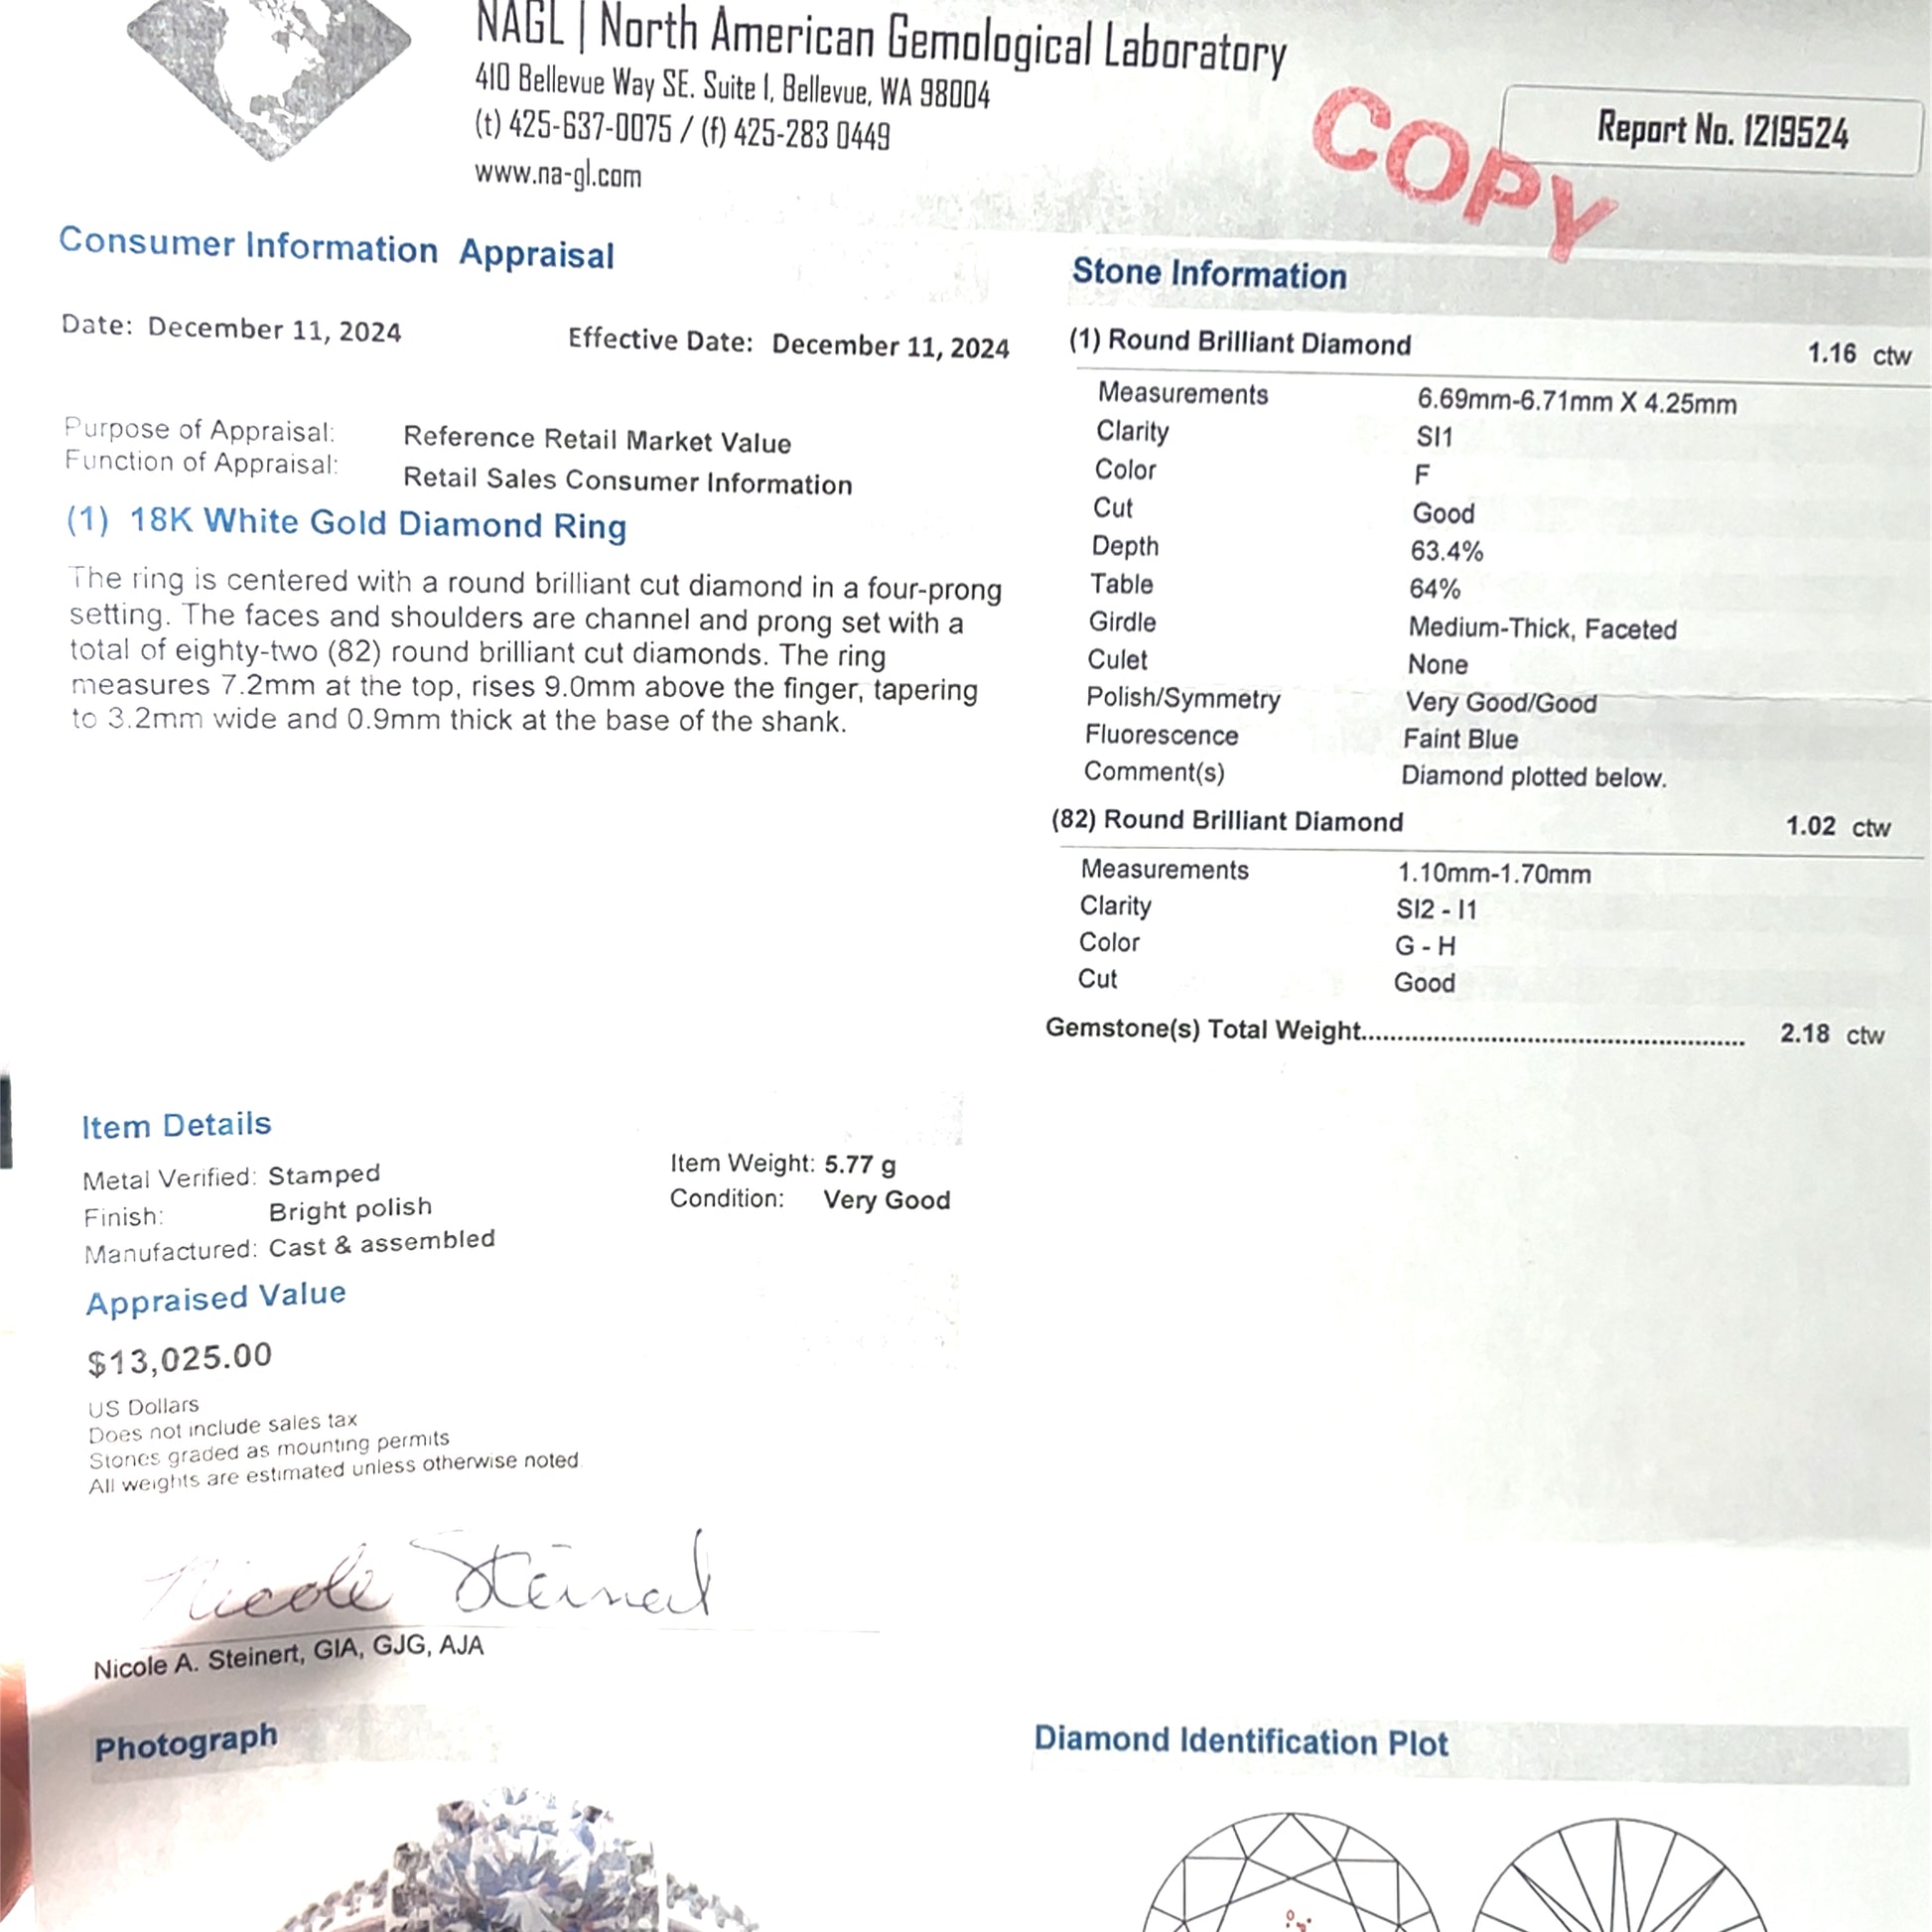 NAGL | North American Gemological Laboratory
410 Bellevue Way SE. Suite I, Bellevue, WA 98004
(t) 425-637-0075 / (f) 425-283 0449
www.na-gl.com
COPY
Report No. 1219524
Consumer Information Appraisal
Date: December 11, 2024 Effective Date: December 11, 2024
Purpose of Appraisal: Reference Retail Market Value
Function of Appraisal: Retail Sales Consumer Information
(1) 18K White Gold Diamond Ring
The ring is centered with a round brilliant cut diamond in a four-prong
setting. The faces and shoulders are channel and prong set with a
total of eighty-two (82) round brilliant cut diamonds. The ring
measures 7.2mm at the top, rises 9.0mm above the finger, tapering
to 3.2mm wide and 0.9mm thick at the base of the shank.
Stone Information
(1) Round Brilliant Diamond 1.16 ctw
Measurements 6.69mm-6.71mm X 4.25mm
Clarity SI1
Color F
Cut Good
Depth 63.4%
Table 64%
Girdle Medium-Thick, Faceted
Culet None
Polish/Symmetry Very Good/Good
Fluorescence Faint Blue
Comment(s) Diamond plotted below.
(82) Round Brilliant Diamond 1.02 ctw
Measurements 1.10mm-1.70mm
Clarity SI2 - I1
Color G - H
Cut Good
Gemstone(s) Total Weight.......................................................... 2.18 ctw
Item Details
Metal Verified: Stamped Item Weight: 5.77 g
Finish: Bright polish Condition: Very Good
Manufactured: Cast & assembled
Appraised Value
$13,025.00
US Dollars
Does not include sales tax
Stones graded as mounting permits
All weights are estimated unless otherwise noted.
Nicole Steinert
Nicole A. Steinert, GIA, GJG, AJA
Photograph
Diamond Identification Plot